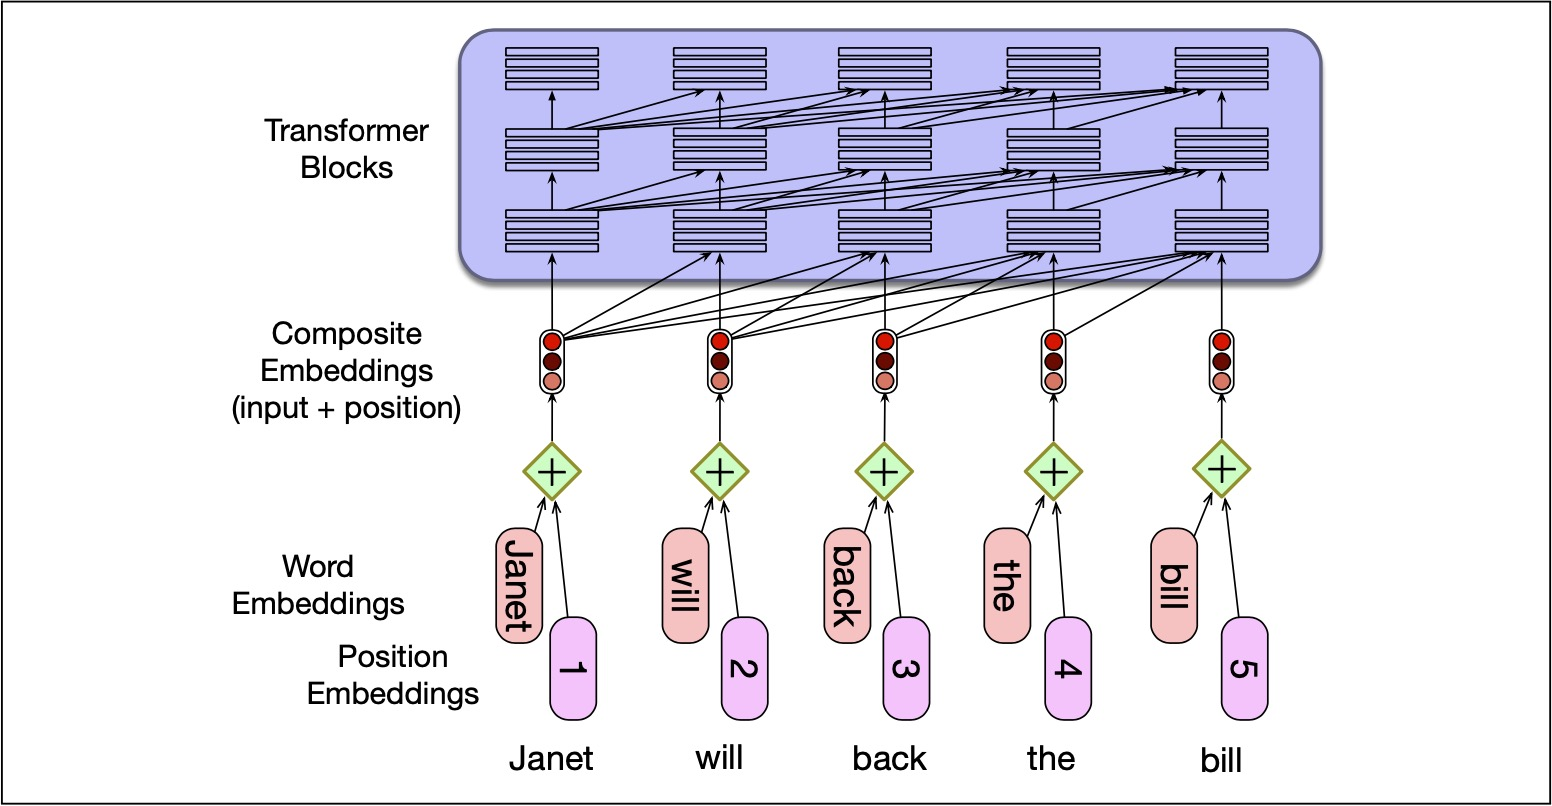 Transformer
Blocks
Composite
Embeddings
(input + position)
+ + + + +
Word
Embeddings
Janet will back the bill
Position
Embeddings
1 2 3 4 5
Janet will back the bill